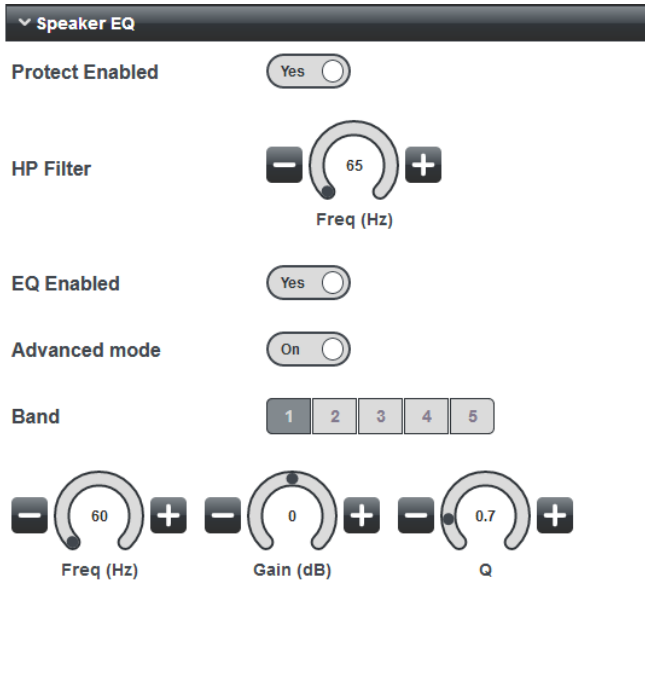 Speaker EQ
Protect Enabled Yes
HP Filter 65
Freq (Hz)
EQ Enabled Yes
Advanced mode On
Band 1 2 3 4 5
60 0 0.7
Freq (Hz) Gain (dB) Q